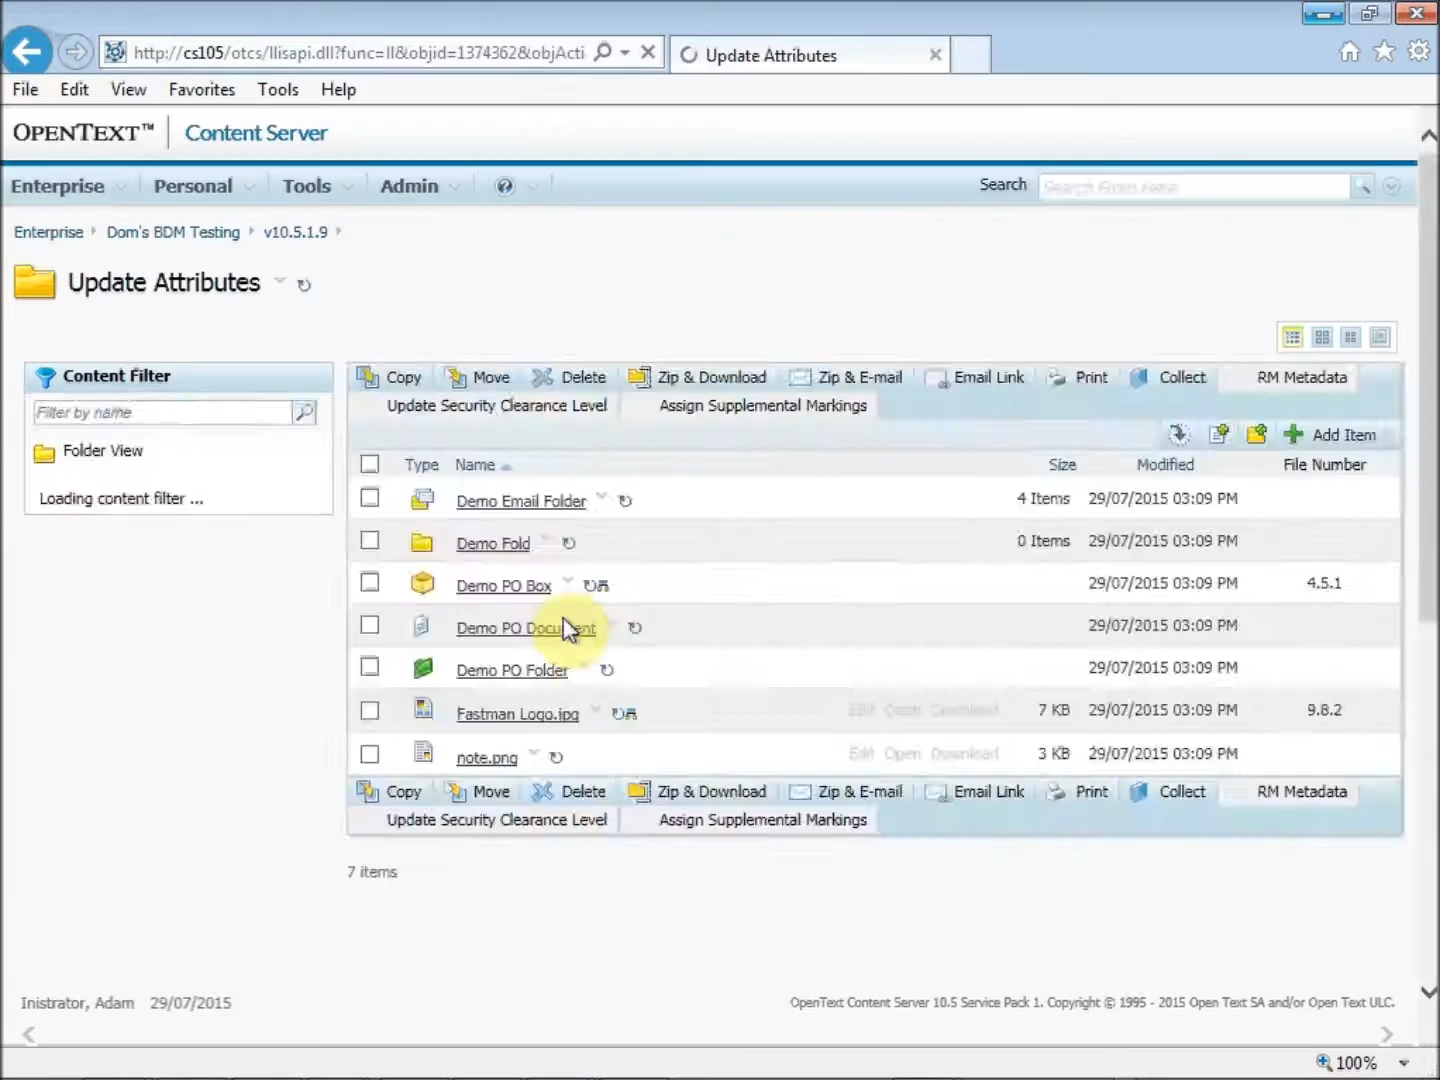 http://cs105/otcs/llisapi.dll?func=ll&objid=1374362&objActi
Update Attributes
File Edit View Favorites Tools Help
OPENTEXT™ Content Server
Enterprise Personal Tools Admin Search Search From Here
Enterprise Dom's BDM Testing v10.5.1.9
Update Attributes
Content Filter
Filter by name
Folder View
Loading content filter ...
Copy Move Delete Zip & Download Zip & E-mail Email Link Print Collect RM Metadata
Update Security Clearance Level Assign Supplemental Markings
Add Item
Type Name Size Modified File Number
Demo Email Folder 4 Items 29/07/2015 03:09 PM
Demo Fold 0 Items 29/07/2015 03:09 PM
Demo PO Box 29/07/2015 03:09 PM 4.5.1
Demo PO Document 29/07/2015 03:09 PM
Demo PO Folder 29/07/2015 03:09 PM
Fastman Logo.jpg Edit Open Download 7 KB 29/07/2015 03:09 PM 9.8.2
note.png Edit Open Download 3 KB 29/07/2015 03:09 PM
Copy Move Delete Zip & Download Zip & E-mail Email Link Print Collect RM Metadata
Update Security Clearance Level Assign Supplemental Markings
7 items
Inistrator, Adam 29/07/2015
OpenText Content Server 10.5 Service Pack 1. Copyright © 1995 - 2015 Open Text SA and/or Open Text ULC.
100%